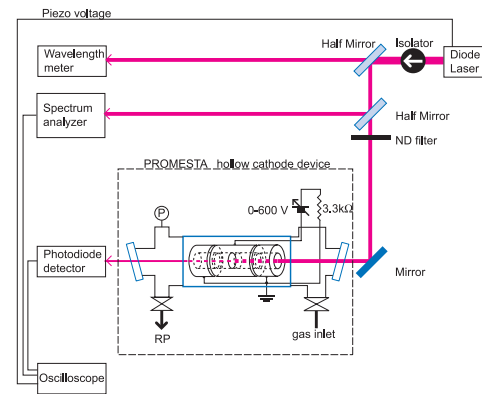 Piezo voltage
Half Mirror
Isolator
Wavelength
meter
Diode
Laser
Spectrum
analyzer
Half Mirror
ND filter
PROMESTA hollow cathode device
P
0-600 V
3.3kΩ
Photodiode
detector
Mirror
RP
gas inlet
Oscilloscope